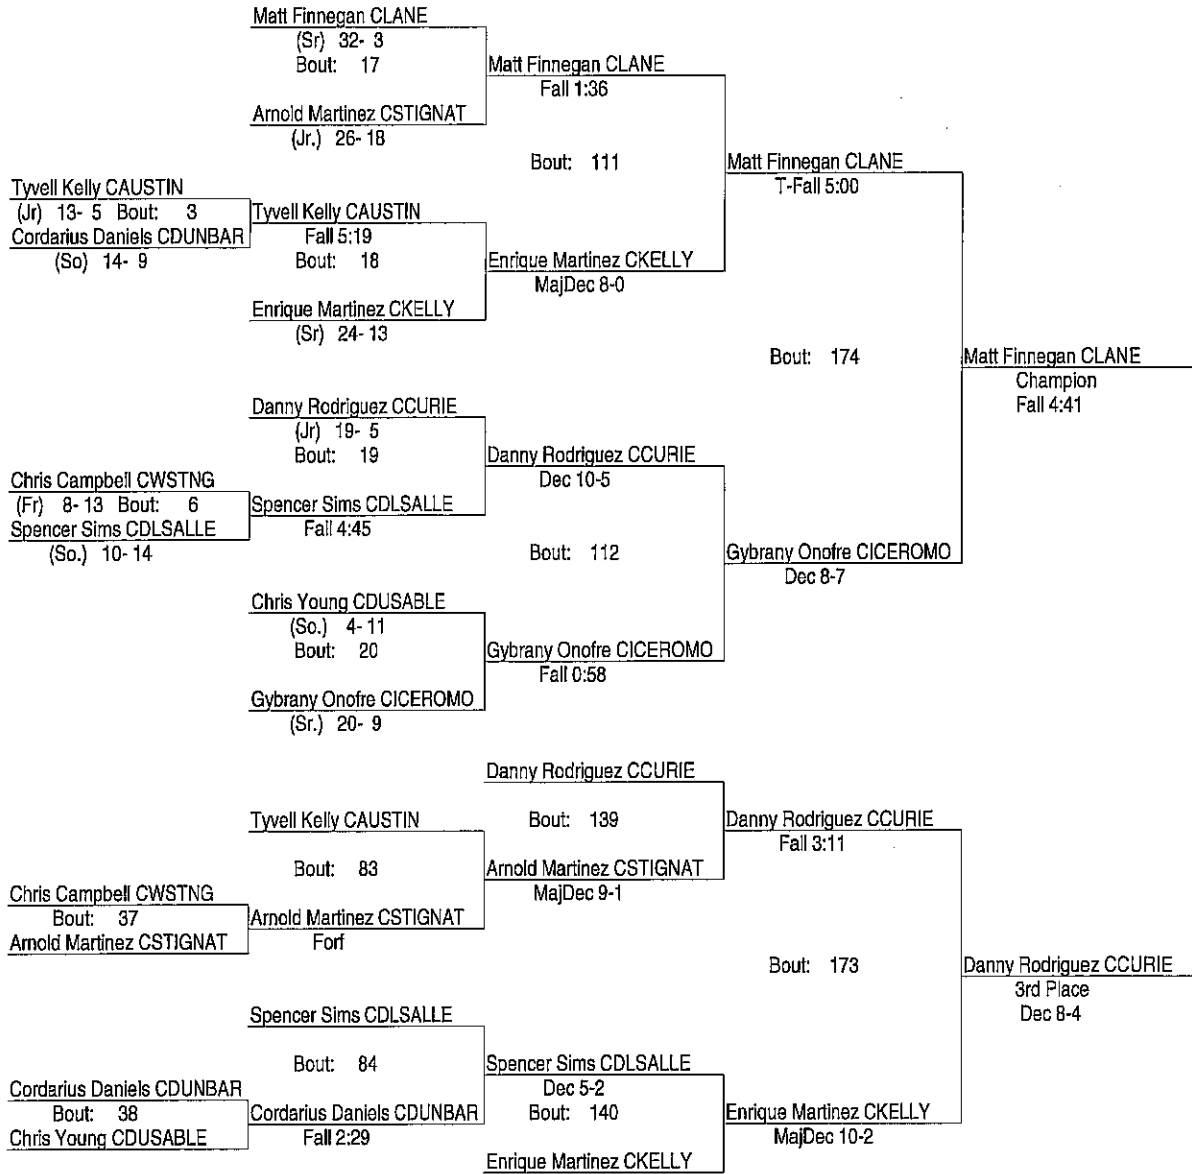 Matt Finnegan CLANE
(Sr) 32- 3
Bout: 17
Matt Finnegan CLANE
Fall 1:36
Arnold Martinez CSTIGNAT
(Jr.) 26- 18
Bout: 111
Matt Finnegan CLANE
T-Fall 5:00
Tyvell Kelly CAUSTIN
(Jr) 13- 5 Bout: 3
Cordarius Daniels CDUNBAR
(So) 14- 9
Tyvell Kelly CAUSTIN
Fall 5:19
Bout: 18
Enrique Martinez CKELLY
MajDec 8-0
Enrique Martinez CKELLY
(Sr) 24- 13
Bout: 174
Matt Finnegan CLANE
Champion
Fall 4:41
Danny Rodriguez CCURIE
(Jr) 19- 5
Bout: 19
Danny Rodriguez CCURIE
Dec 10-5
Chris Campbell CWSTNG
(Fr) 8- 13 Bout: 6
Spencer Sims CDLSALLE
(So.) 10- 14
Spencer Sims CDLSALLE
Fall 4:45
Bout: 112
Gybrany Onofre CICEROMO
Dec 8-7
Chris Young CDUSABLE
(So.) 4- 11
Bout: 20
Gybrany Onofre CICEROMO
Fall 0:58
Gybrany Onofre CICEROMO
(Sr.) 20- 9
Danny Rodriguez CCURIE
Tyvell Kelly CAUSTIN
Bout: 139
Danny Rodriguez CCURIE
Fall 3:11
Bout: 83
Arnold Martinez CSTIGNAT
MajDec 9-1
Chris Campbell CWSTNG
Bout: 37
Arnold Martinez CSTIGNAT
Arnold Martinez CSTIGNAT
Forf
Bout: 173
Danny Rodriguez CCURIE
3rd Place
Dec 8-4
Spencer Sims CDLSALLE
Bout: 84
Spencer Sims CDLSALLE
Dec 5-2
Cordarius Daniels CDUNBAR
Bout: 38
Chris Young CDUSABLE
Cordarius Daniels CDUNBAR
Fall 2:29
Bout: 140
Enrique Martinez CKELLY
MajDec 10-2
Enrique Martinez CKELLY